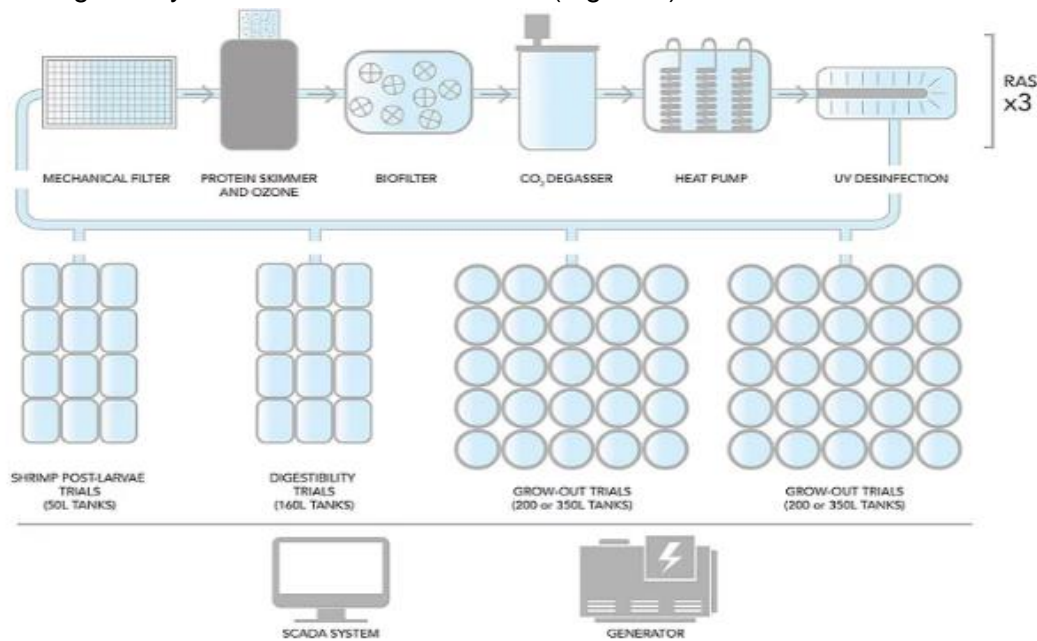 RAS
x3
MECHANICAL FILTER
PROTEIN SKIMMER
AND OZONE
BIOFILTER
CO₂ DEGASSER
HEAT PUMP
UV DESINFECTION
SHRIMP POST-LARVAE
TRIALS
(50L TANKS)
DIGESTIBILITY
TRIALS
(160L TANKS)
GROW-OUT TRIALS
(200 or 350L TANKS)
GROW-OUT TRIALS
(200 or 350L TANKS)
SCADA SYSTEM
GENERATOR